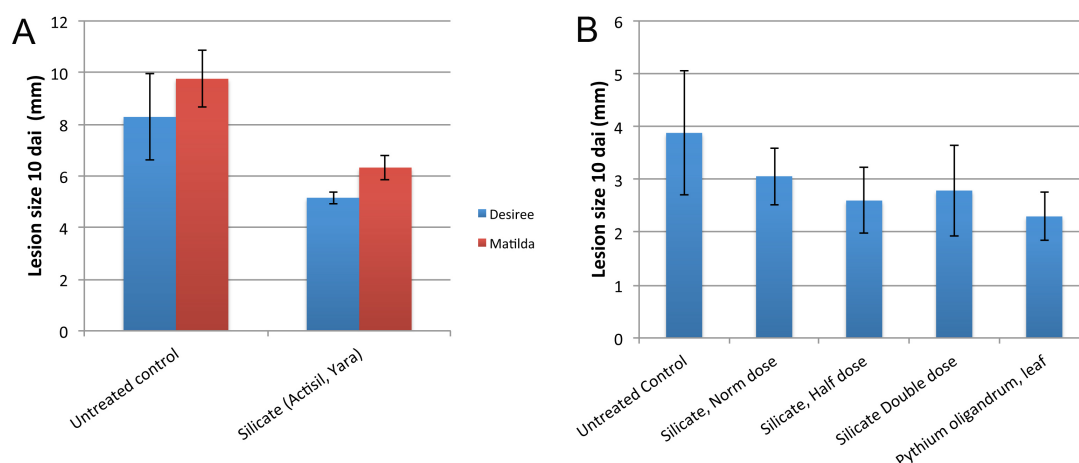 A
Lesion size 10 dai  (mm)
12
10
8
6
4
2
0
Untreated control
Silicate (Actisil, Yara)
Desiree
Matilda
B
Lesion size 10 dai (mm)
6
5
4
3
2
1
0
Untreated Control
Silicate, Norm dose
Silicate, Half dose
Silicate Double dose
Pythium oligandrum, leaf